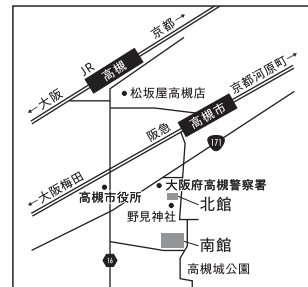 京都→
JR
高槻
←大阪
松坂屋高槻店
京都河原町→
高槻市
阪急
171
←大阪梅田
高槻市役所
大阪府高槻警察署
北館
野見神社
南館
16
高槻城公園